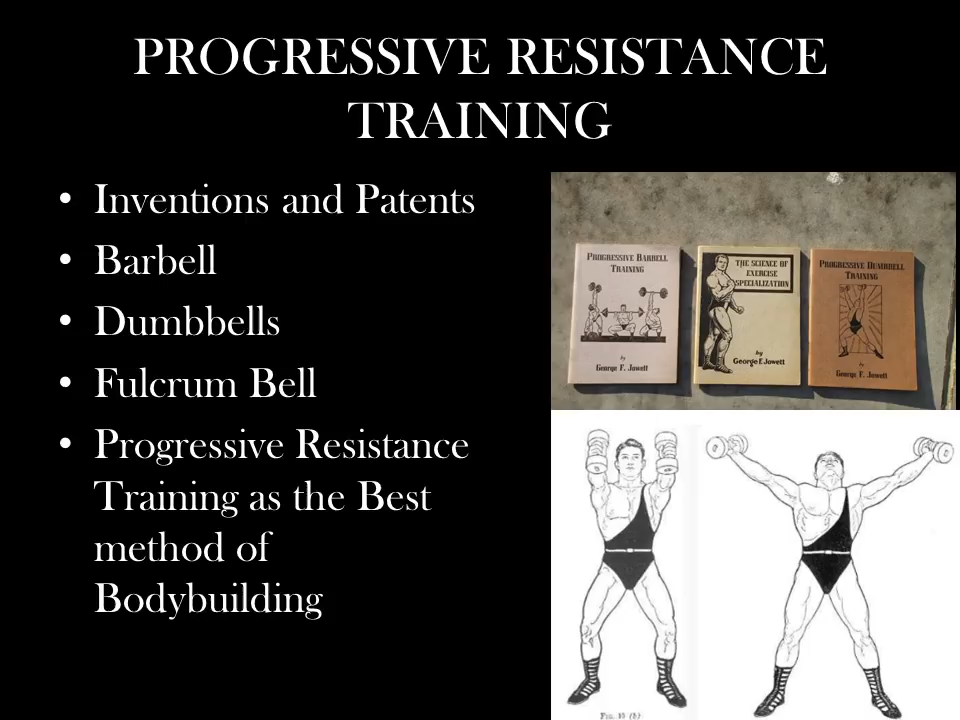 PROGRESSIVE RESISTANCE
TRAINING
• Inventions and Patents
• Barbell
• Dumbbells
• Fulcrum Bell
• Progressive Resistance
Training as the Best
method of
Bodybuilding
PROGRESSIVE BARBELL
TRAINING
by
George F. Jowett
THE SCIENCE OF
EXERCISE
SPECIALIZATION
by
George F. Jowett
PROGRESSIVE DUMBBELL
TRAINING
by
George F. Jowett
FIG. 15 (b)